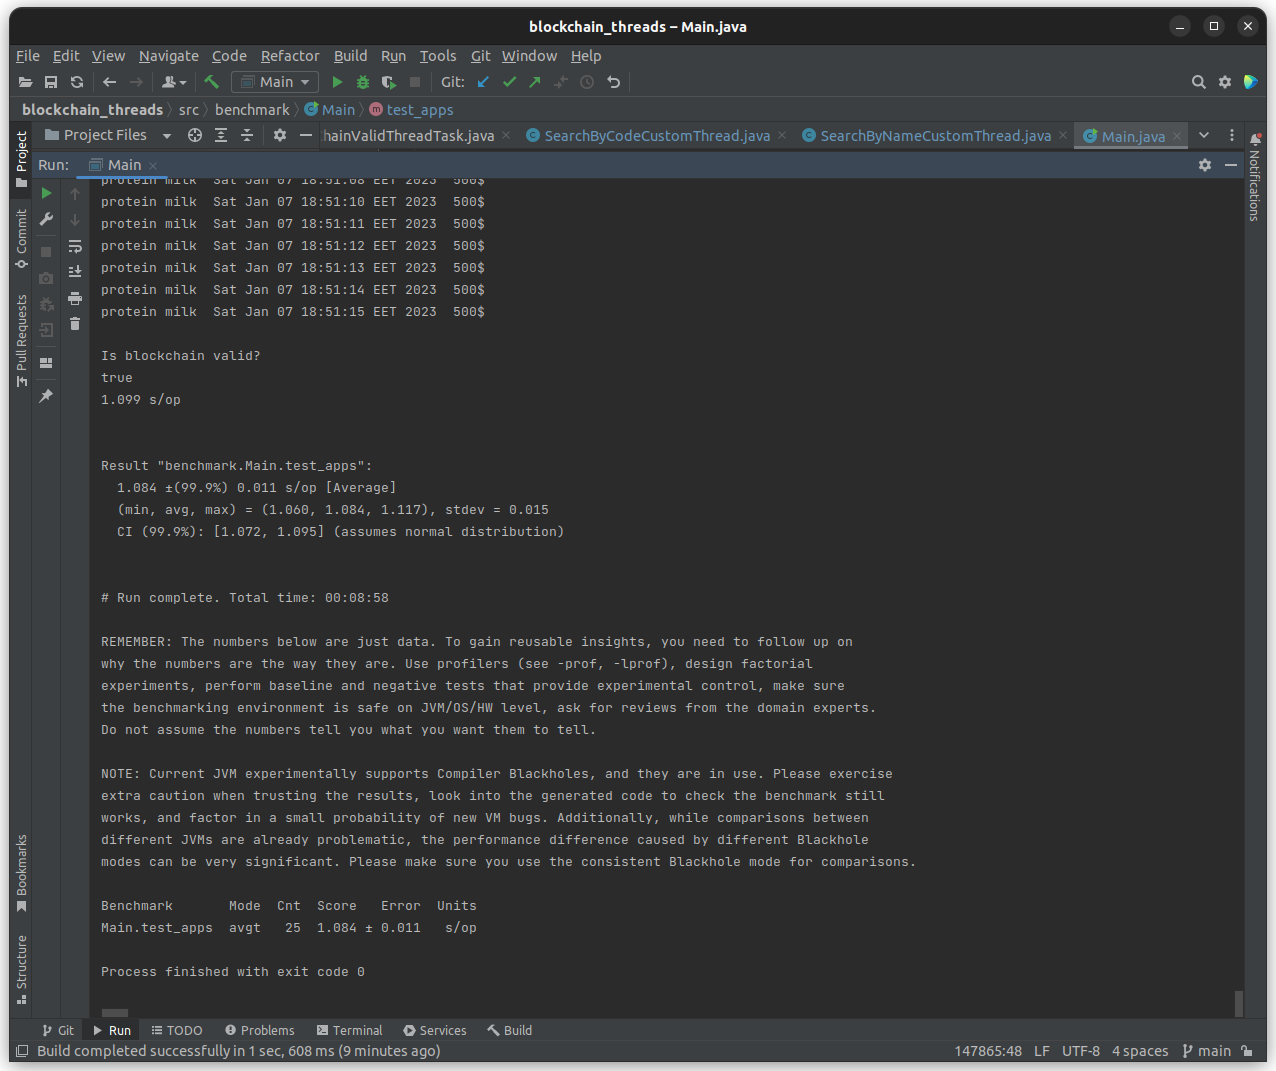 blockchain_threads – Main.java
File Edit View Navigate Code Refactor Build Run Tools Git Window Help
Main Git:
blockchain_threads src benchmark Main test_apps
Project Files hainValidThreadTask.java SearchByCodeCustomThread.java SearchByNameCustomThread.java Main.java
Run: Main
Project
Commit
Pull Requests
Bookmarks
Structure
Notifications
protein milk  Sat Jan 07 18:51:08 EET 2023  500$
protein milk  Sat Jan 07 18:51:10 EET 2023  500$
protein milk  Sat Jan 07 18:51:11 EET 2023  500$
protein milk  Sat Jan 07 18:51:12 EET 2023  500$
protein milk  Sat Jan 07 18:51:13 EET 2023  500$
protein milk  Sat Jan 07 18:51:14 EET 2023  500$
protein milk  Sat Jan 07 18:51:15 EET 2023  500$
Is blockchain valid?
true
1.099 s/op
Result "benchmark.Main.test_apps":
1.084 ±(99.9%) 0.011 s/op [Average]
(min, avg, max) = (1.060, 1.084, 1.117), stdev = 0.015
CI (99.9%): [1.072, 1.095] (assumes normal distribution)
# Run complete. Total time: 00:08:58
REMEMBER: The numbers below are just data. To gain reusable insights, you need to follow up on
why the numbers are the way they are. Use profilers (see -prof, -lprof), design factorial
experiments, perform baseline and negative tests that provide experimental control, make sure
the benchmarking environment is safe on JVM/OS/HW level, ask for reviews from the domain experts.
Do not assume the numbers tell you what you want them to tell.
NOTE: Current JVM experimentally supports Compiler Blackholes, and they are in use. Please exercise
extra caution when trusting the results, look into the generated code to check the benchmark still
works, and factor in a small probability of new VM bugs. Additionally, while comparisons between
different JVMs are already problematic, the performance difference caused by different Blackhole
modes can be very significant. Please make sure you use the consistent Blackhole mode for comparisons.
Benchmark       Mode  Cnt  Score   Error  Units
Main.test_apps  avgt   25  1.084 ± 0.011   s/op
Process finished with exit code 0
Git Run TODO Problems Terminal Services Build
Build completed successfully in 1 sec, 608 ms (9 minutes ago) 147865:48 LF UTF-8 4 spaces main